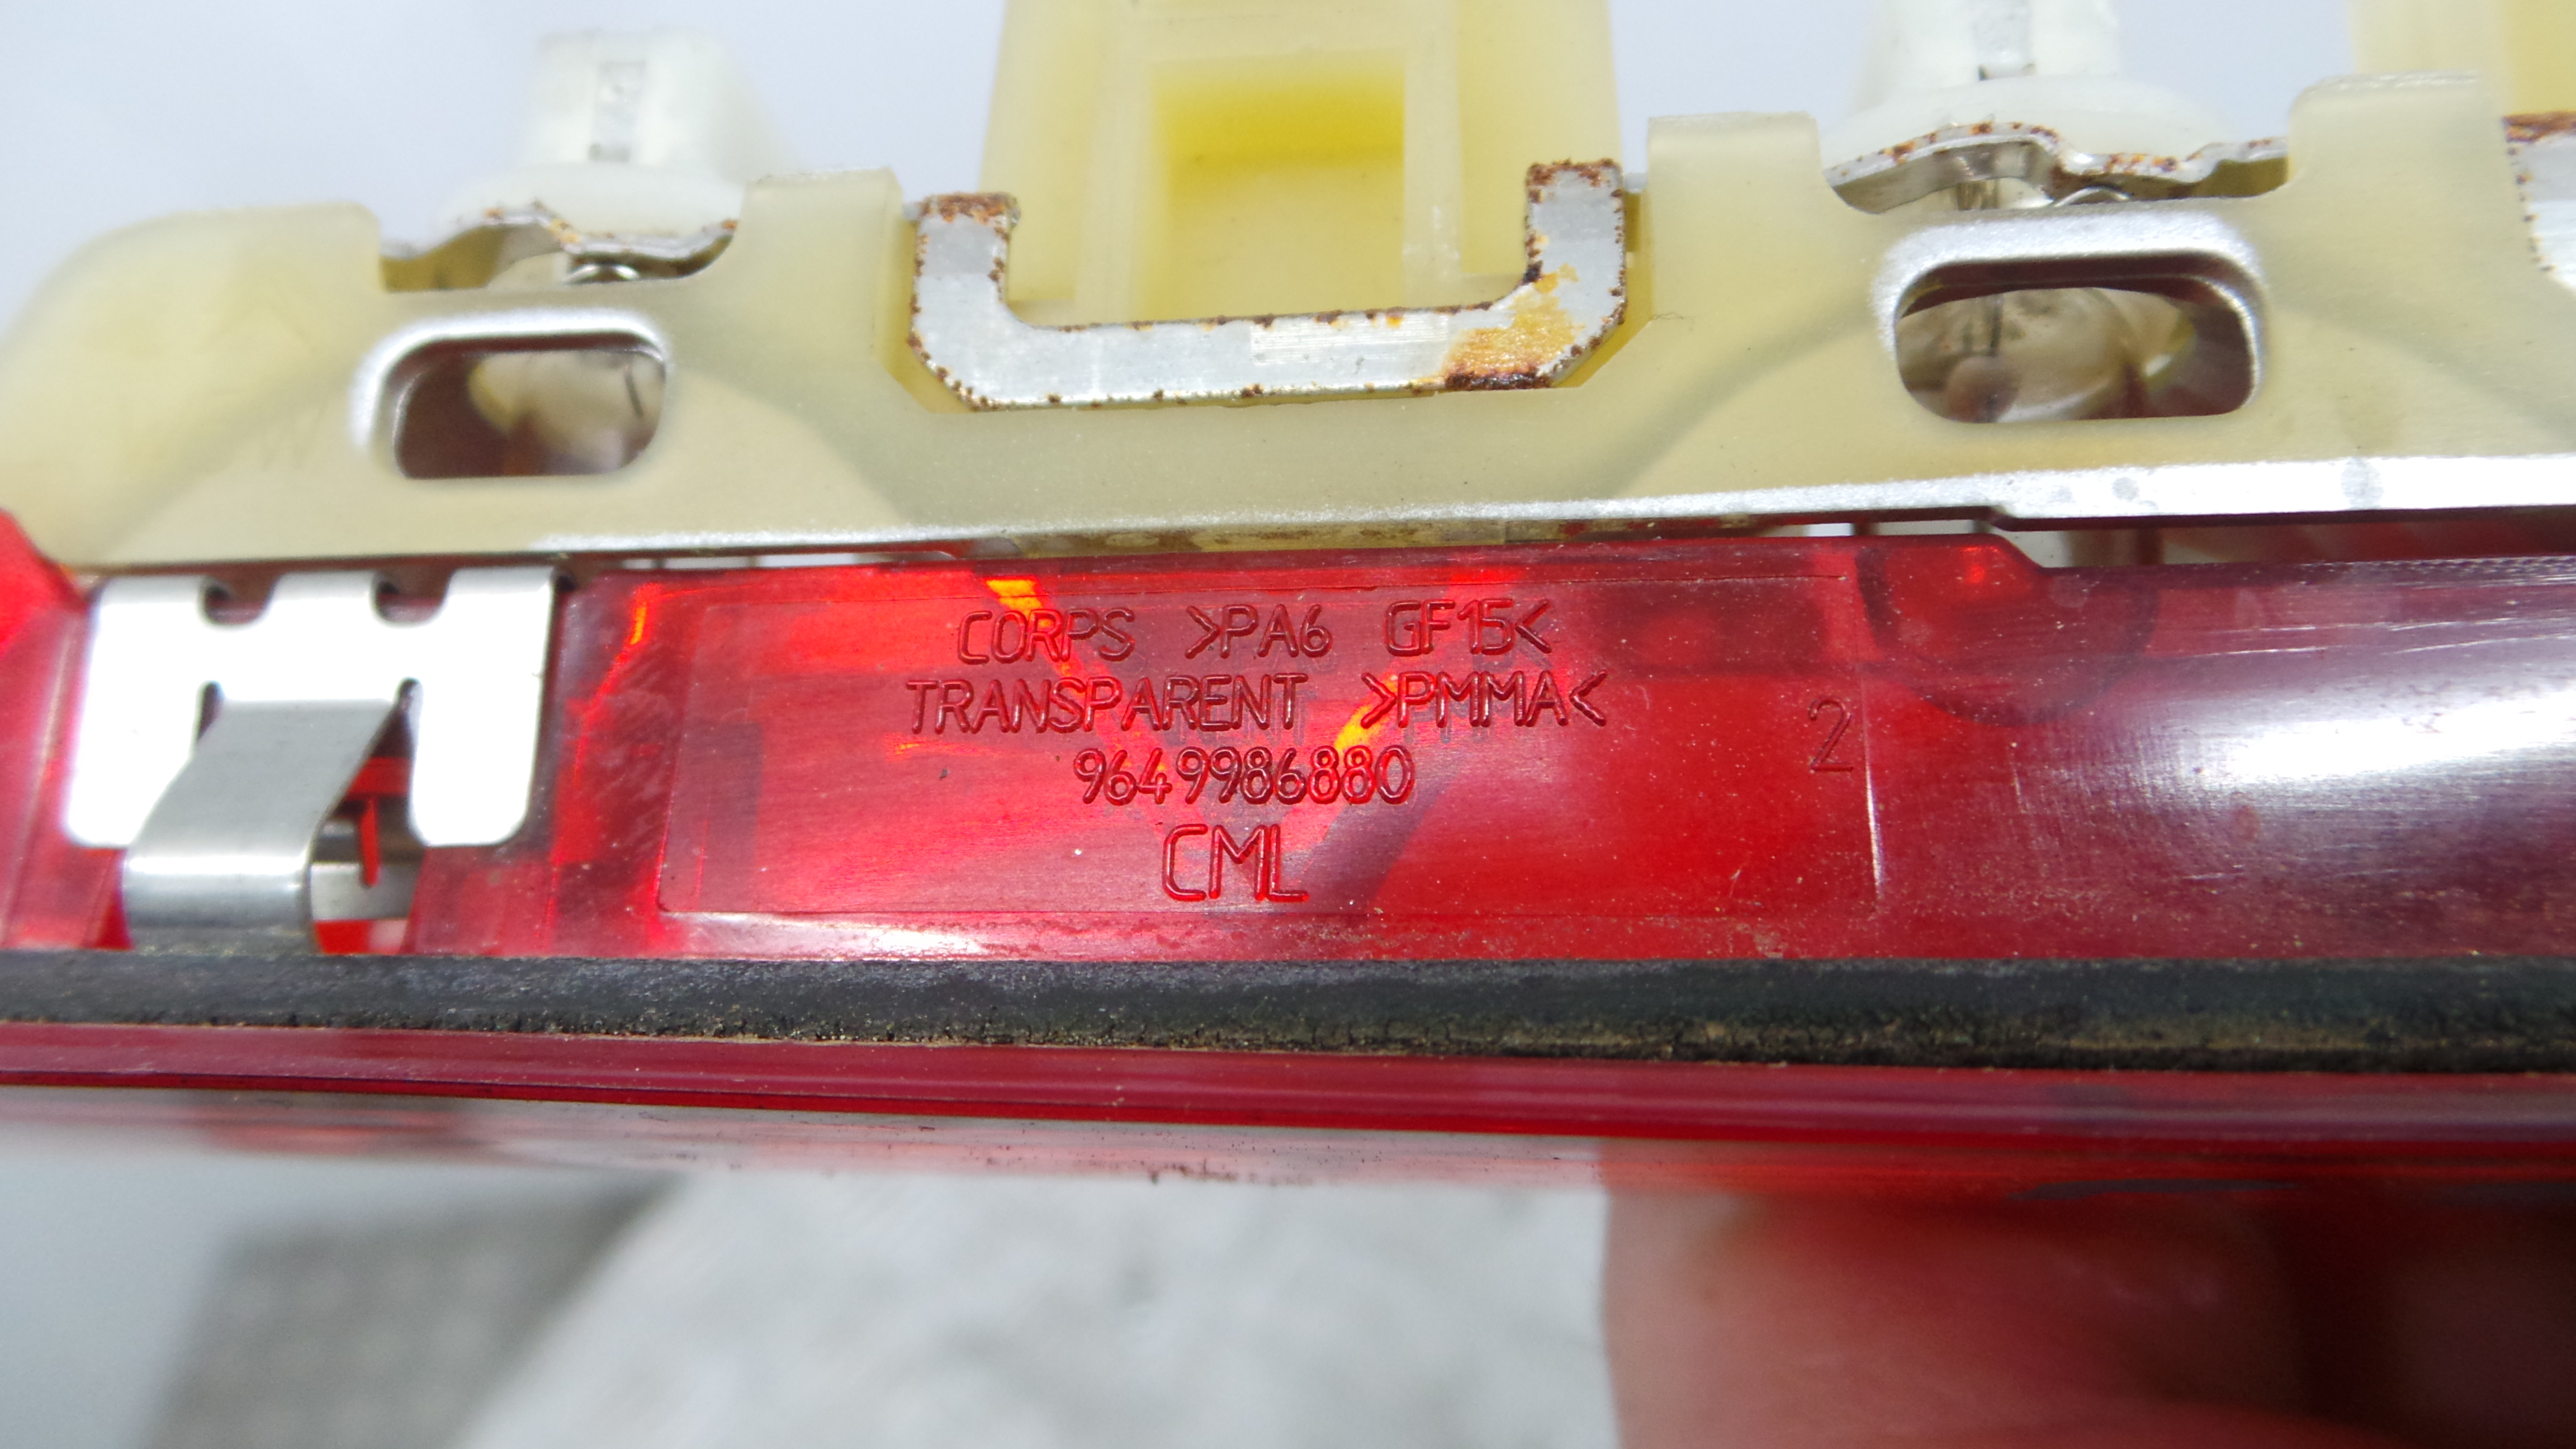 CORPS >PA6 GF15<
TRANSPARENT >PMMA<
9649986880
CML
2